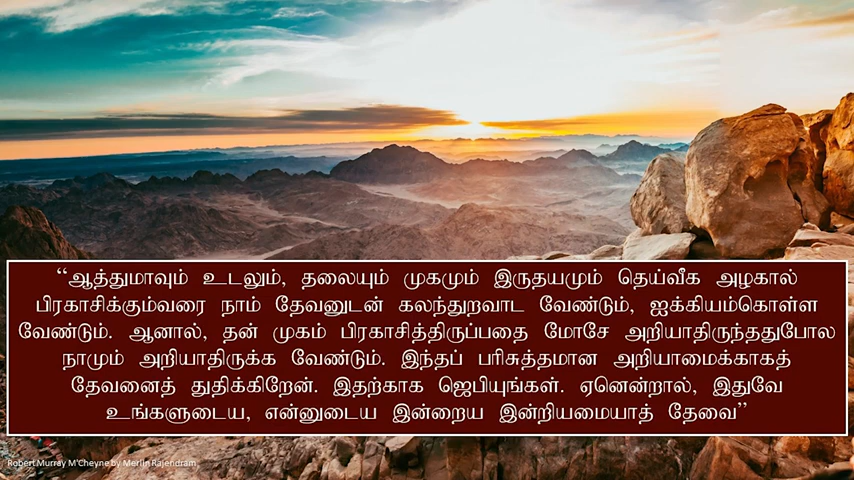 “ஆத்துமாவும் உடலும், தலையும் முகமும் இருதயமும் தெய்வீக அழகால்
பிரகாசிக்கும்வரை நாம் தேவனுடன் கலந்துறவாட வேண்டும், ஐக்கியம்கொள்ள
வேண்டும். ஆனால், தன் முகம் பிரகாசித்திருப்பதை மோசே அறியாதிருந்ததுபோல
நாமும் அறியாதிருக்க வேண்டும். இந்தப் பரிசுத்தமான அறியாமைக்காகத்
தேவனைத் துதிக்கிறேன். இதற்காக ஜெபியுங்கள். ஏனென்றால், இதுவே
உங்களுடைய, என்னுடைய இன்றைய இன்றியமையாத் தேவை”
Robert Murray M'Cheyne by Merlin Rajendram